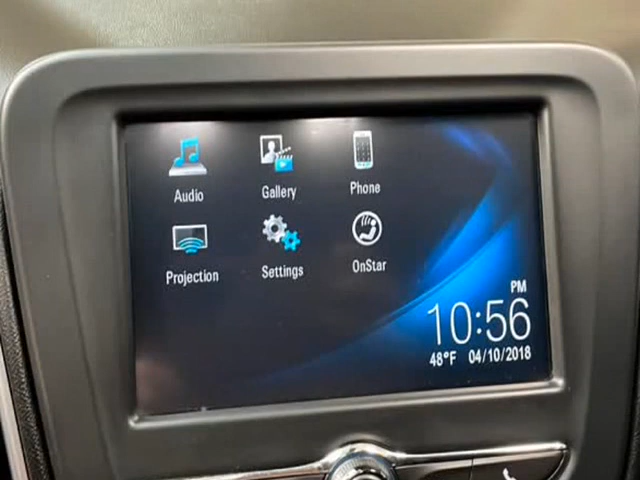 Audio Gallery Phone
Projection Settings OnStar
PM
10:56
48°F 04/10/2018